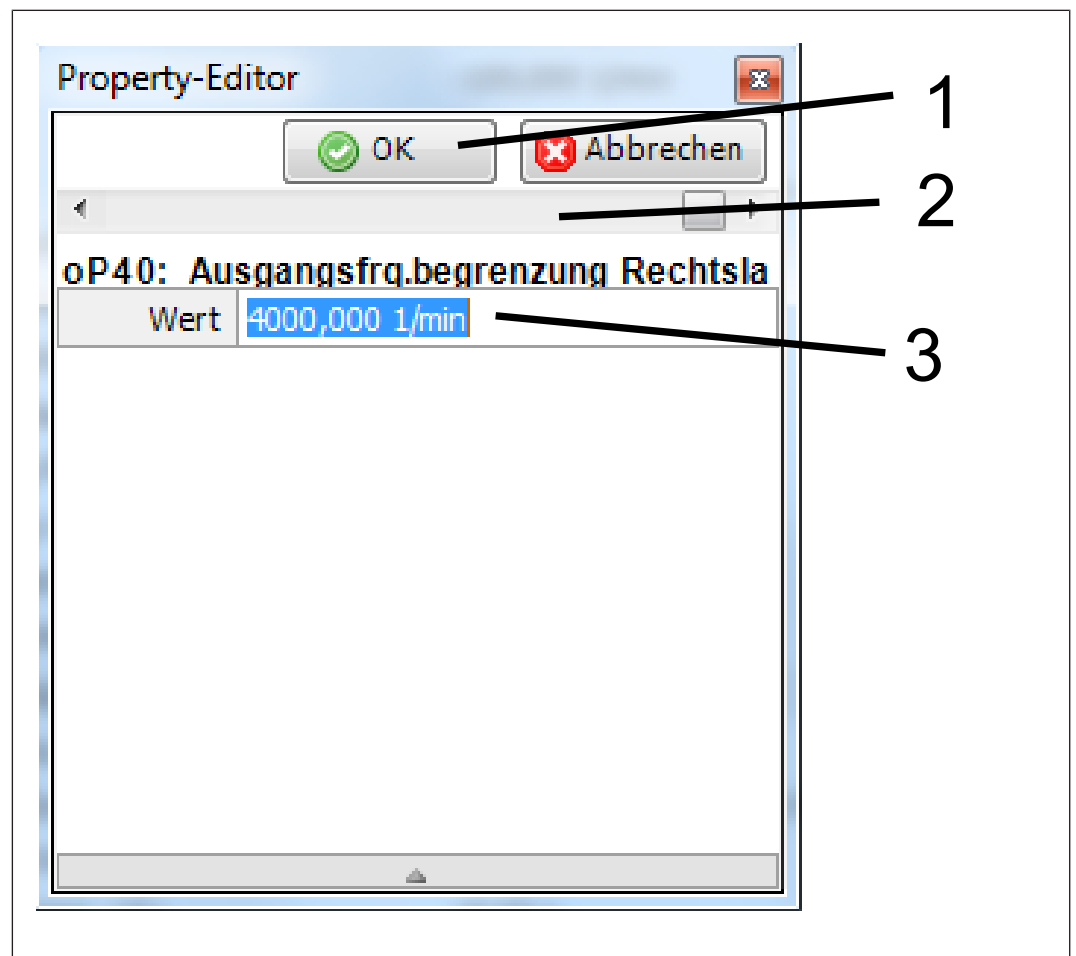 Property-Editor
1
OK
Abbrechen
2
oP40: Ausgangsfrq.begrenzung Rechtsla
Wert 4000,000 1/min
3